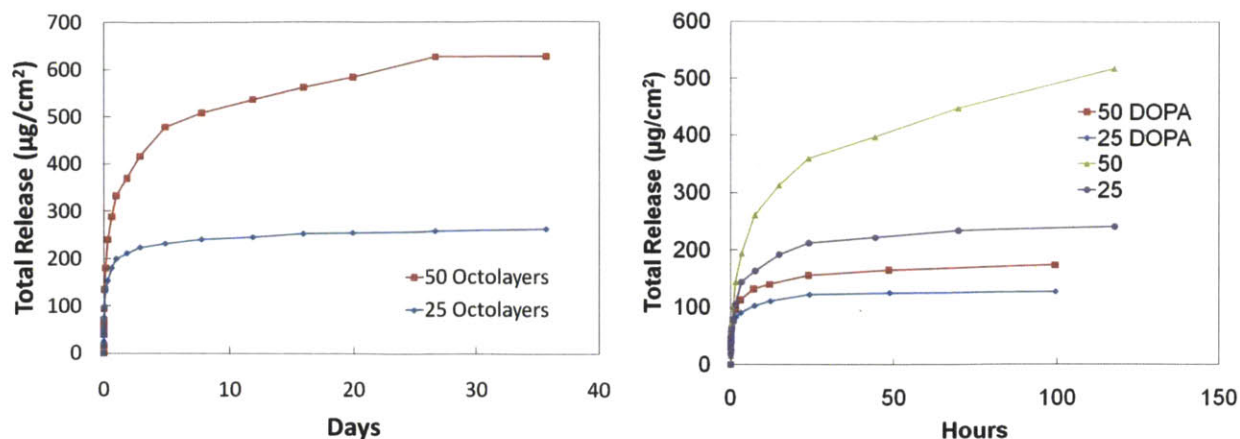 700
600
500
400
300
200
100
0
0 10 20 30 40
Total Release (µg/cm²)
Days
50 Octolayers
25 Octolayers
600
500
400
300
200
100
0
0 50 100 150
Total Release (µg/cm²)
Hours
50 DOPA
25 DOPA
50
25